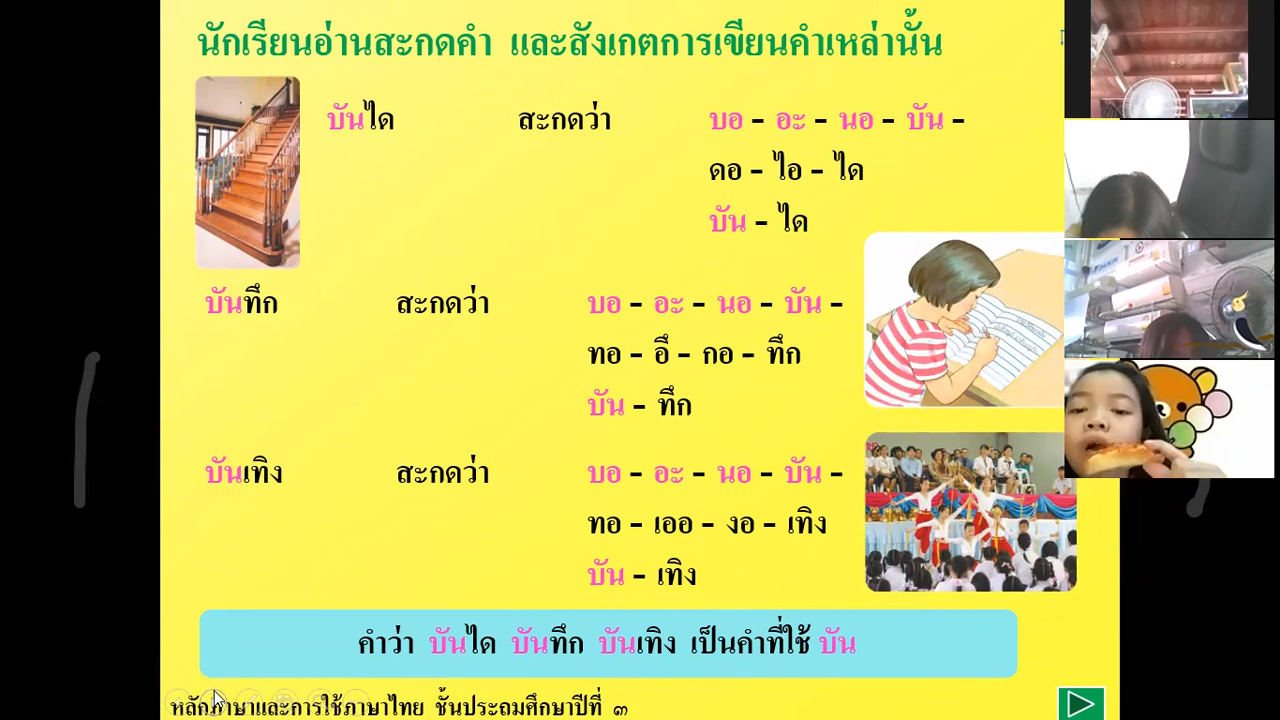 นักเรียนอ่านสะกดคำ และสังเกตการเขียนคำเหล่านั้น
บันได สะกดว่า บอ - อะ - นอ - บัน -
ดอ - ไอ - ได
บัน - ได
บันทึก สะกดว่า บอ - อะ - นอ - บัน -
ทอ - อึ - กอ - ทึก
บัน - ทึก
บันเทิง สะกดว่า บอ - อะ - นอ - บัน -
ทอ - เออ - งอ - เทิง
บัน - เทิง
คำว่า บันได บันทึก บันเทิง เป็นคำที่ใช้ บัน
หลักภาษาและการใช้ภาษาไทย ชั้นประถมศึกษาปีที่ ๓